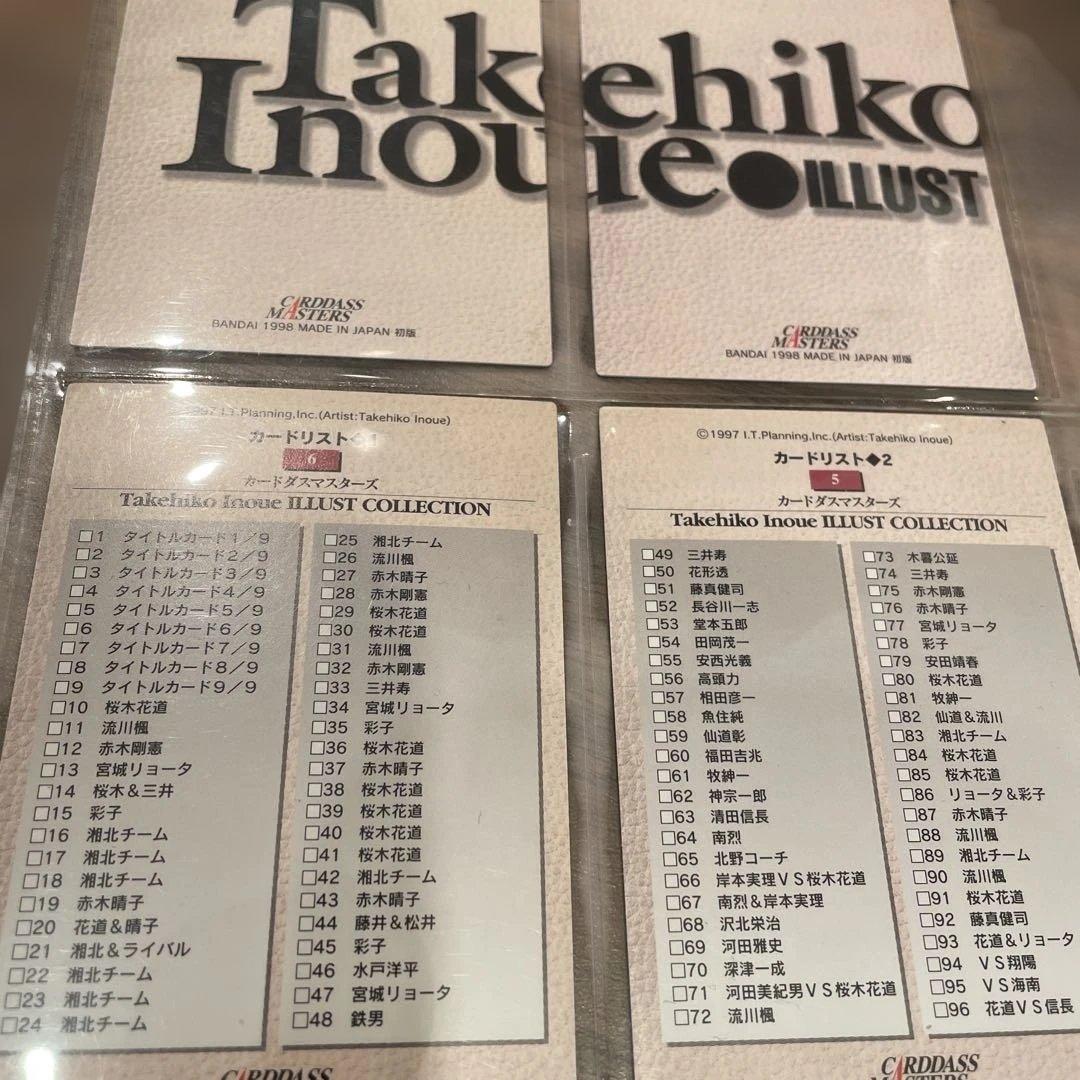 Take
Inou
CARDDASS
MASTERS
BANDAI 1998 MADE IN JAPAN 初版
ehiko
ue●ILLUST
CARDDASS
MASTERS
BANDAI 1998 MADE IN JAPAN 初版
1997 I.T.Planning,Inc.(Artist:Takehiko Inoue)
カードリスト◆1
6
カードダスマスターズ
Takehiko Inoue ILLUST COLLECTION
□1 タイトルカード1/9
□2 タイトルカード2/9
□3 タイトルカード3/9
□4 タイトルカード4/9
□5 タイトルカード5/9
□6 タイトルカード6/9
□7 タイトルカード7/9
□8 タイトルカード8/9
□9 タイトルカード9/9
□10 桜木花道
□11 流川楓
□12 赤木剛憲
□13 宮城リョータ
□14 桜木&三井
□15 彩子
□16 湘北チーム
□17 湘北チーム
□18 湘北チーム
□19 赤木晴子
□20 花道&晴子
□21 湘北&ライバル
□22 湘北チーム
□23 湘北チーム
□24 湘北チーム
□25 湘北チーム
□26 流川楓
□27 赤木晴子
□28 赤木剛憲
□29 桜木花道
□30 桜木花道
□31 流川楓
□32 赤木剛憲
□33 三井寿
□34 宮城リョータ
□35 彩子
□36 桜木花道
□37 赤木晴子
□38 桜木花道
□39 桜木花道
□40 桜木花道
□41 桜木花道
□42 湘北チーム
□43 赤木晴子
□44 藤井&松井
□45 彩子
□46 水戸洋平
□47 宮城リョータ
□48 鉄男
CARDDASS
©1997 I.T.Planning,Inc.(Artist:Takehiko Inoue)
カードリスト◆2
5
カードダスマスターズ
Takehiko Inoue ILLUST COLLECTION
□49 三井寿
□50 花形透
□51 藤真健司
□52 長谷川一志
□53 堂本五郎
□54 田岡茂一
□55 安西光義
□56 高頭力
□57 相田彦一
□58 魚住純
□59 仙道彰
□60 福田吉兆
□61 牧紳一
□62 神宗一郎
□63 清田信長
□64 南烈
□65 北野コーチ
□66 岸本実理VS桜木花道
□67 南烈&岸本実理
□68 沢北栄治
□69 河田雅史
□70 深津一成
□71 河田美紀男VS桜木花道
□72 流川楓
□73 木暮公延
□74 三井寿
□75 赤木剛憲
□76 赤木晴子
□77 宮城リョータ
□78 彩子
□79 安田靖春
□80 桜木花道
□81 牧紳一
□82 仙道&流川
□83 湘北チーム
□84 桜木花道
□85 桜木花道
□86 リョータ&彩子
□87 赤木晴子
□88 流川楓
□89 湘北チーム
□90 流川楓
□91 桜木花道
□92 藤真健司
□93 花道&リョータ
□94 VS翔陽
□95 VS海南
□96 花道VS信長
CARDDASS
MASTERS